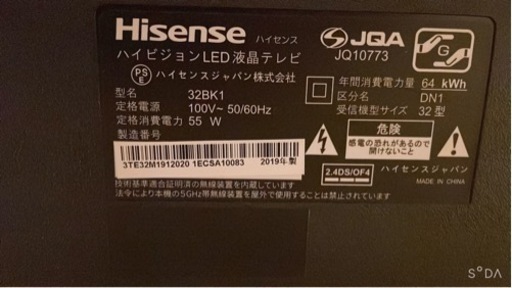 Hisense ハイセンス
ハイビジョンLED液晶テレビ
PSE ハイセンスジャパン株式会社
型名 32BK1
定格電源 100V~ 50/60Hz
定格消費電力 55 W
製造番号
3TE32M1912020 1ECSA10083 2019年製
技術基準適合証明済の無線装置を内蔵しています
法令により本機の5GHz帯無線装置を屋外で使用することは禁止されています。
JQA
JQ10773
G
年間消費電力量 64 kWh
区分名 DN1
受信機型サイズ 32型
危険
感電の恐れがあるので
開けないこと
2.4DS/OF4
ハイセンスジャパン
MADE IN CHINA
SODA